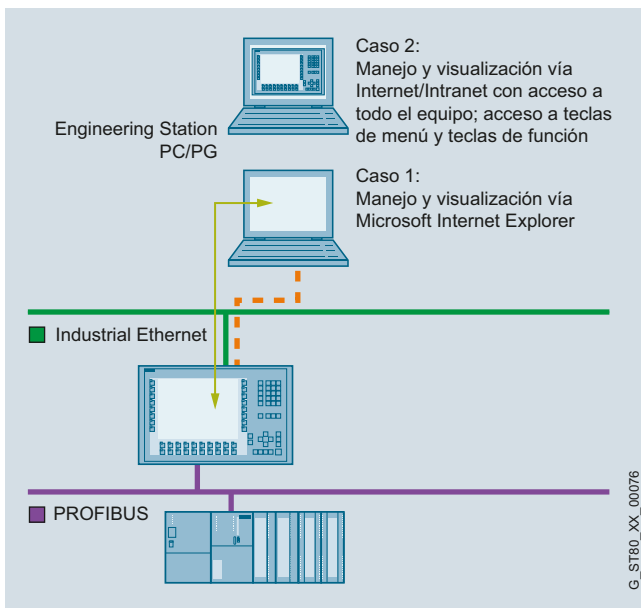 Caso 2:
Manejo y visualización vía
Internet/Intranet con acceso a
todo el equipo; acceso a teclas
de menú y teclas de función
Engineering Station
PC/PG
Caso 1:
Manejo y visualización vía
Microsoft Internet Explorer
Industrial Ethernet
PROFIBUS
G_ST80_XX_00076